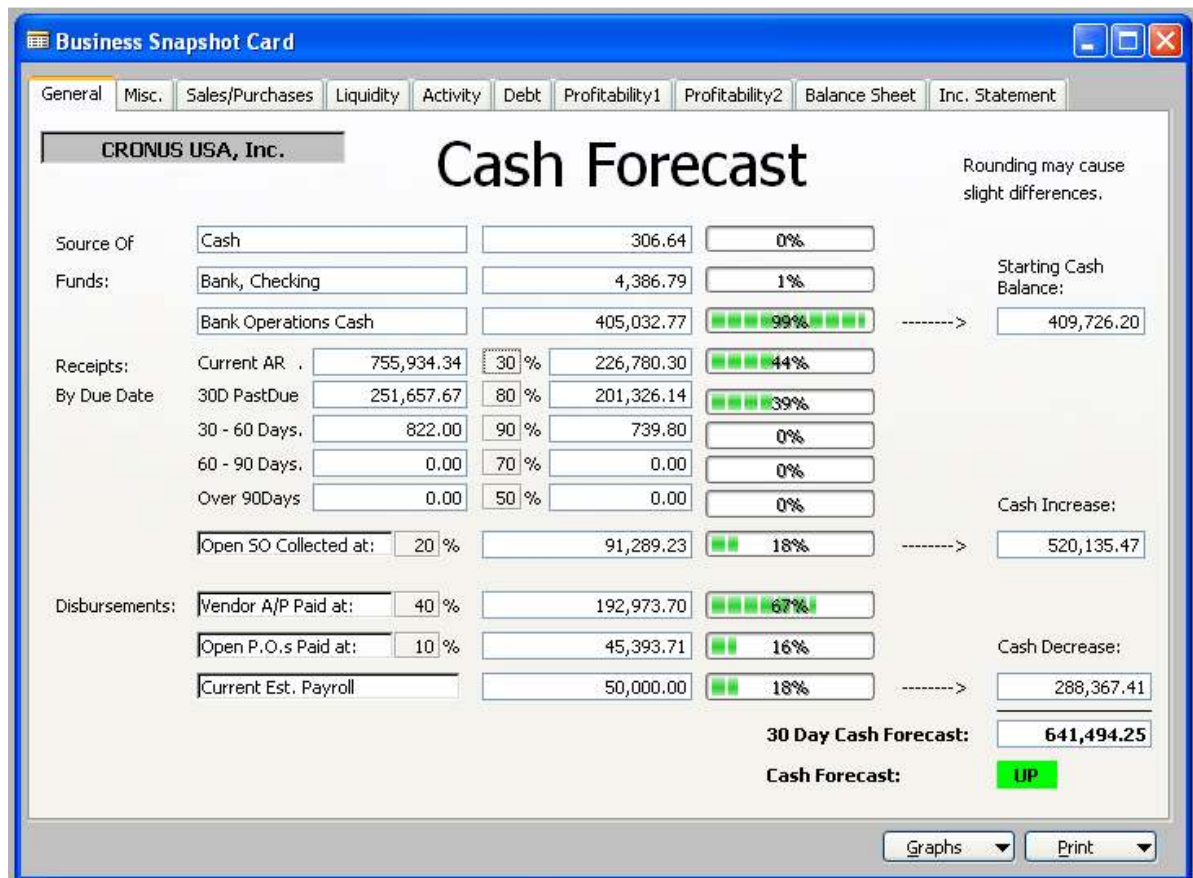 Business Snapshot Card
General Misc. Sales/Purchases Liquidity Activity Debt Profitability1 Profitability2 Balance Sheet Inc. Statement
CRONUS USA, Inc.
Cash Forecast
Rounding may cause
slight differences.
Source Of Cash 306.64 0%
Funds: Bank, Checking 4,386.79 1%
Starting Cash
Balance:
Bank Operations Cash 405,032.77 99% --------> 409,726.20
Receipts: Current AR . 755,934.34 30 % 226,780.30 44%
By Due Date 30D PastDue 251,657.67 80 % 201,326.14 39%
30 - 60 Days. 822.00 90 % 739.80 0%
60 - 90 Days. 0.00 70 % 0.00 0%
Over 90Days 0.00 50 % 0.00 0%
Cash Increase:
Open SO Collected at: 20 % 91,289.23 18% --------> 520,135.47
Disbursements: Vendor A/P Paid at: 40 % 192,973.70 67%
Open P.O.s Paid at: 10 % 45,393.71 16% Cash Decrease:
Current Est. Payroll 50,000.00 18% --------> 288,367.41
30 Day Cash Forecast: 641,494.25
Cash Forecast: UP
Graphs Print